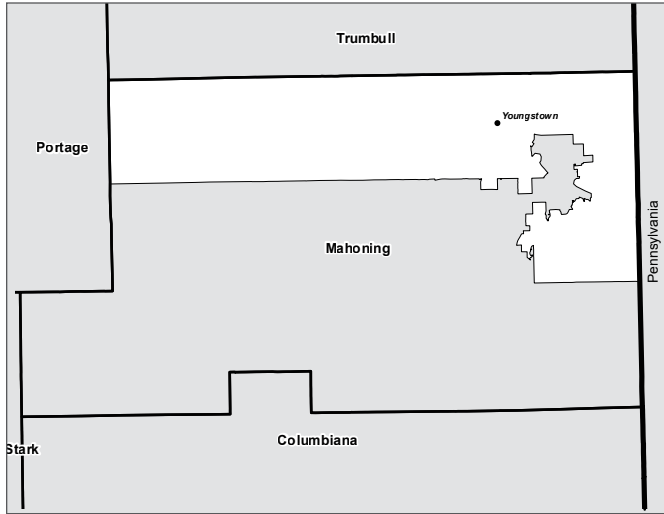 Trumbull
Youngstown
Portage
Pennsylvania
Mahoning
Columbiana
Stark